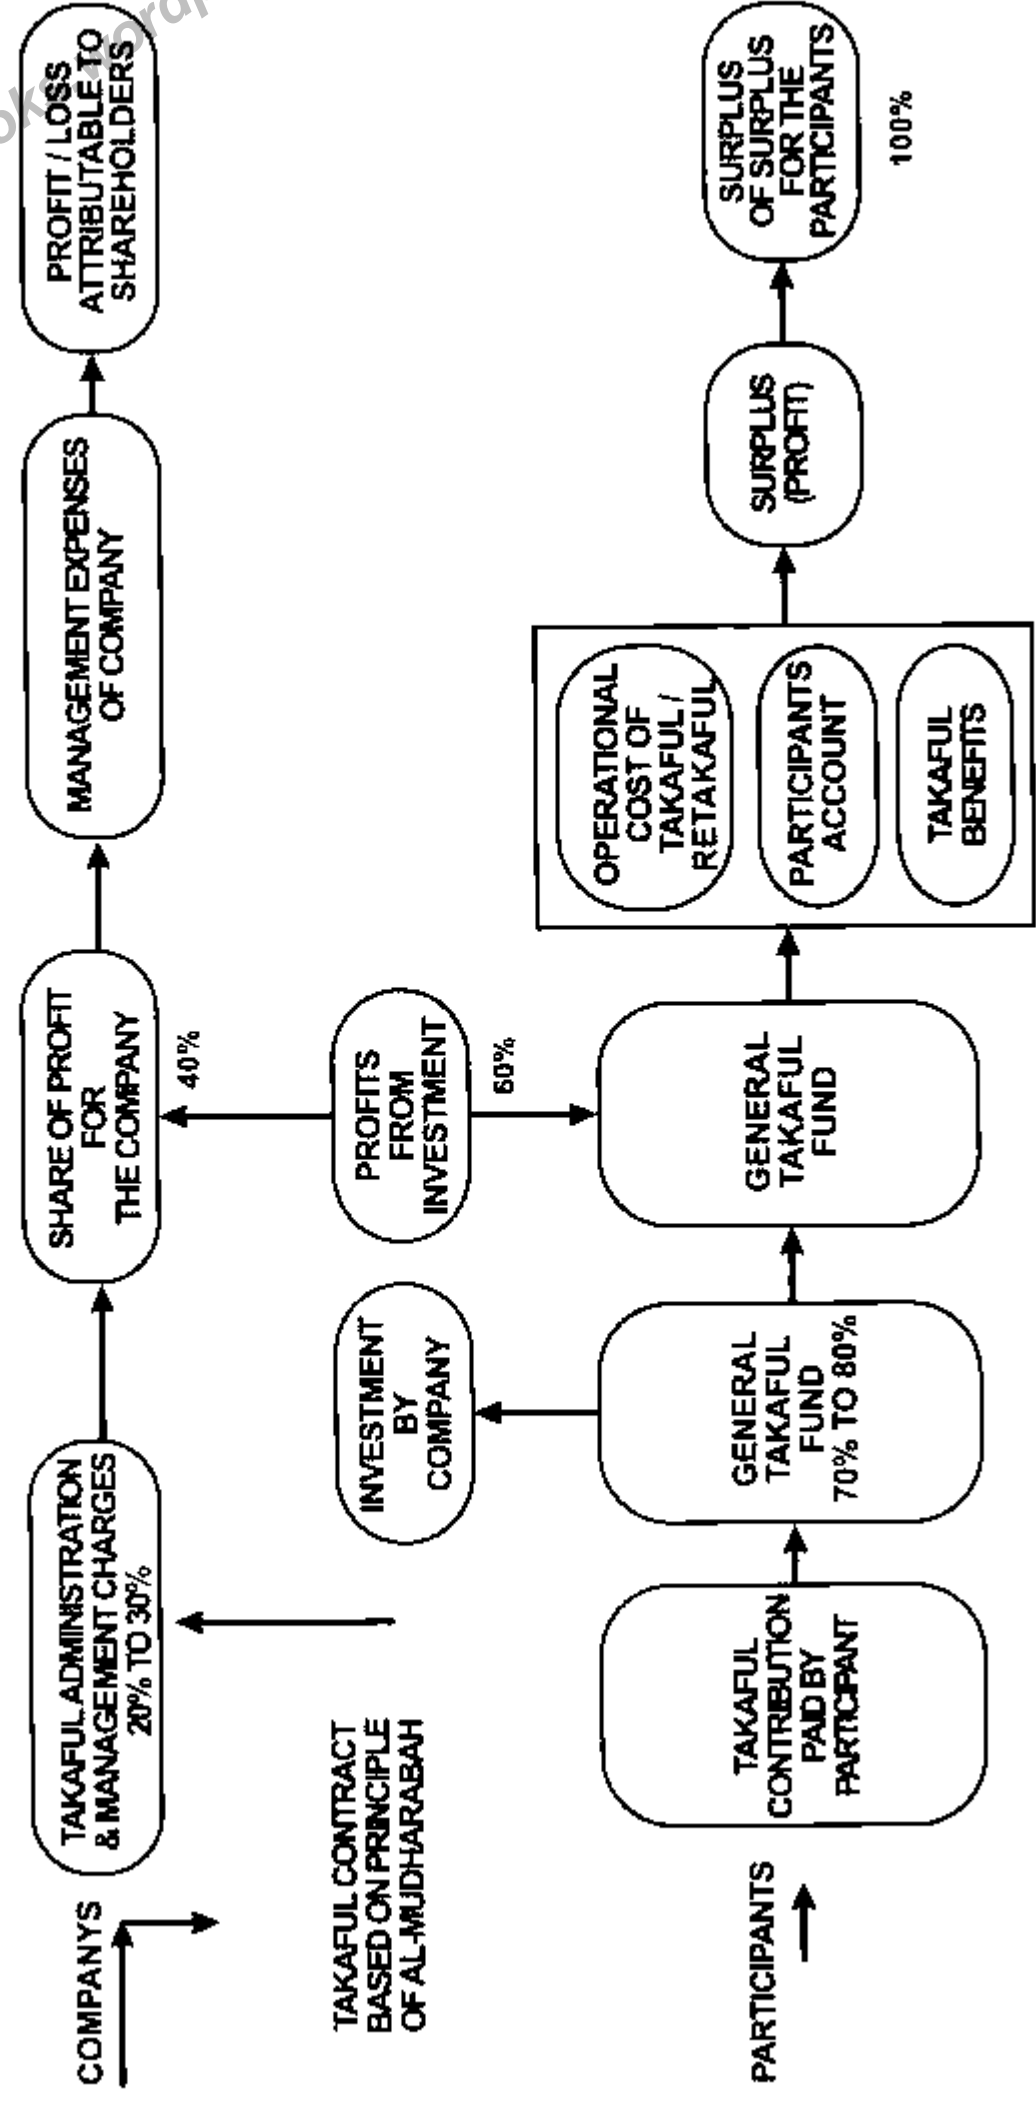 COMPANYS
TAKAFUL ADMINISTRATION
& MANAGEMENT CHARGES
20% TO 30%
SHARE OF PROFIT
FOR
THE COMPANY
40%
MANAGEMENT EXPENSES
OF COMPANY
PROFIT / LOSS
ATTRIBUTABLE TO
SHAREHOLDERS
TAKAFUL CONTRACT
BASED ON PRINCIPLE
OF AL-MUDHARABAH
INVESTMENT
BY
COMPANY
PROFITS
FROM
INVESTMENT
60%
PARTICIPANTS
TAKAFUL
CONTRIBUTION
PAID BY
PARTICIPANT
GENERAL
TAKAFUL
FUND
70% TO 80%
GENERAL
TAKAFUL
FUND
OPERATIONAL
COST OF
TAKAFUL /
RETAKAFUL
PARTICIPANTS
ACCOUNT
TAKAFUL
BENEFITS
SURPLUS
(PROFIT)
SURPLUS
OF SURPLUS
FOR THE
PARTICIPANTS
100%